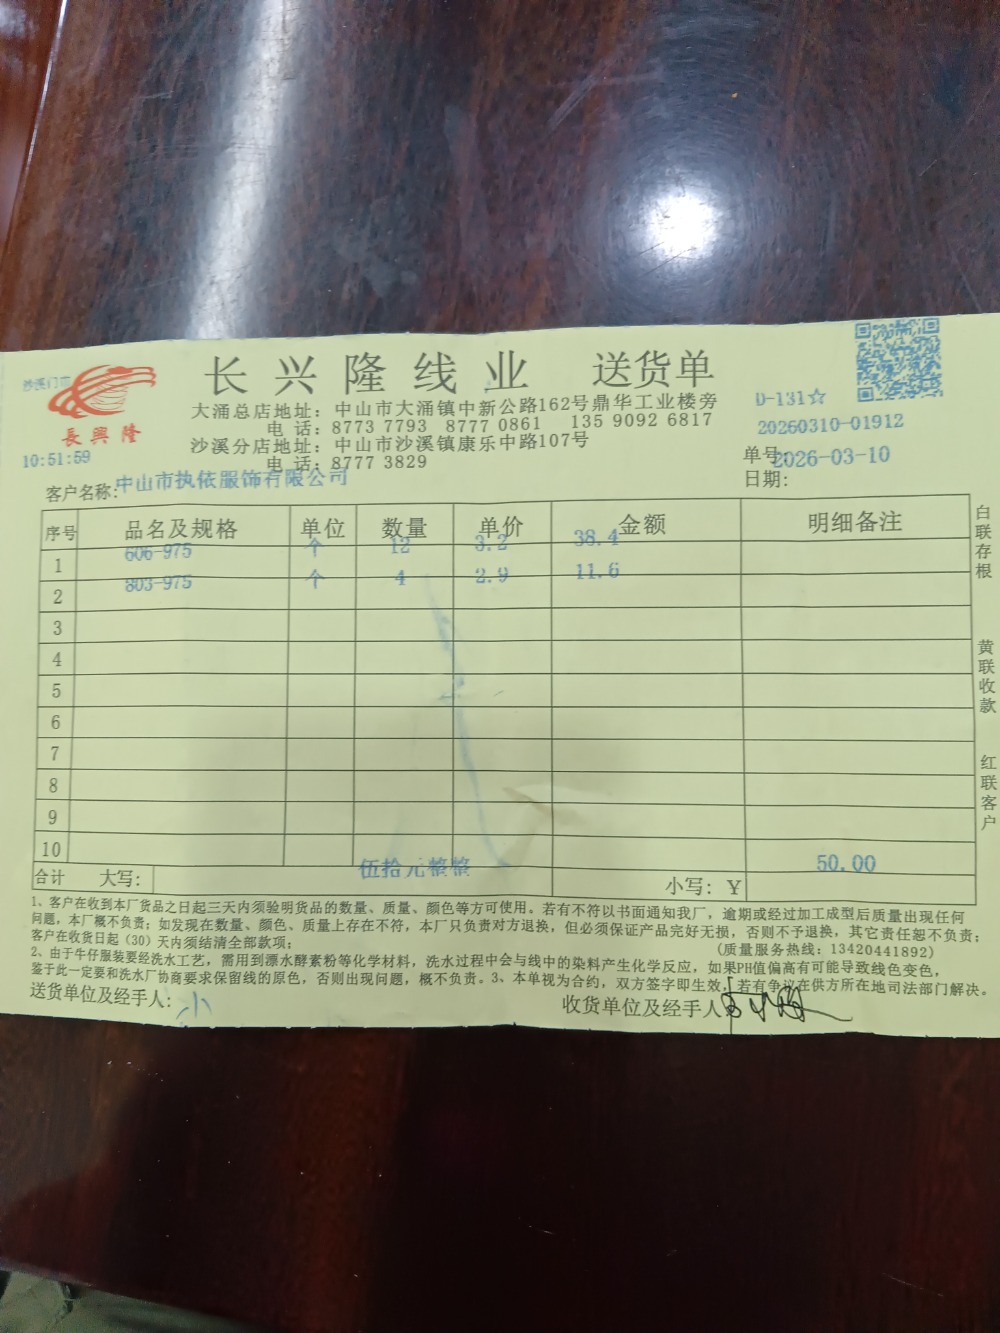 沙溪门市
長興隆
10:51:59
长兴隆线业 送货单
大涌总店地址：中山市大涌镇中新公路162号鼎华工业楼旁
电 话：8773 7793 8777 0861 135 9092 6817
沙溪分店地址：中山市沙溪镇康乐中路107号
电 话：8777 3829
D-131☆
20260310-01912
单号:
2026-03-10
日期:
客户名称:中山市执依服饰有限公司
序号 品名及规格 单位 数量 单价 金额 明细备注
1 606-975 个 12 3.2 38.4
2 803-975 个 4 2.9 11.6
3
4
5
6
7
8
9
10
合计 大写: 伍拾元整整 小写: ¥ 50.00
白联存根
黄联收款
红联客户
1、客户在收到本厂货品之日起三天内须验明货品的数量、质量、颜色等方可使用。若有不符以书面通知我厂，逾期或经过加工成型后质量出现任何
问题，本厂概不负责；如发现在数量、颜色、质量上存在不符，本厂只负责对方退换，但必须保证产品完好无损，否则不予退换，其它责任恕不负责；
客户在收货日起（30）天内须结清全部款项；
(质量服务热线: 13420441892)
2、由于牛仔服装要经洗水工艺，需用到漂水酵素粉等化学材料，洗水过程中会与线中的染料产生化学反应，如果PH值偏高有可能导致线色变色，
鉴于此一定要和洗水厂协商要求保留线的原色，否则出现问题，概不负责。3、本单视为合约，双方签字即生效，若有争议在供方所在地司法部门解决。
送货单位及经手人: 小
收货单位及经手人